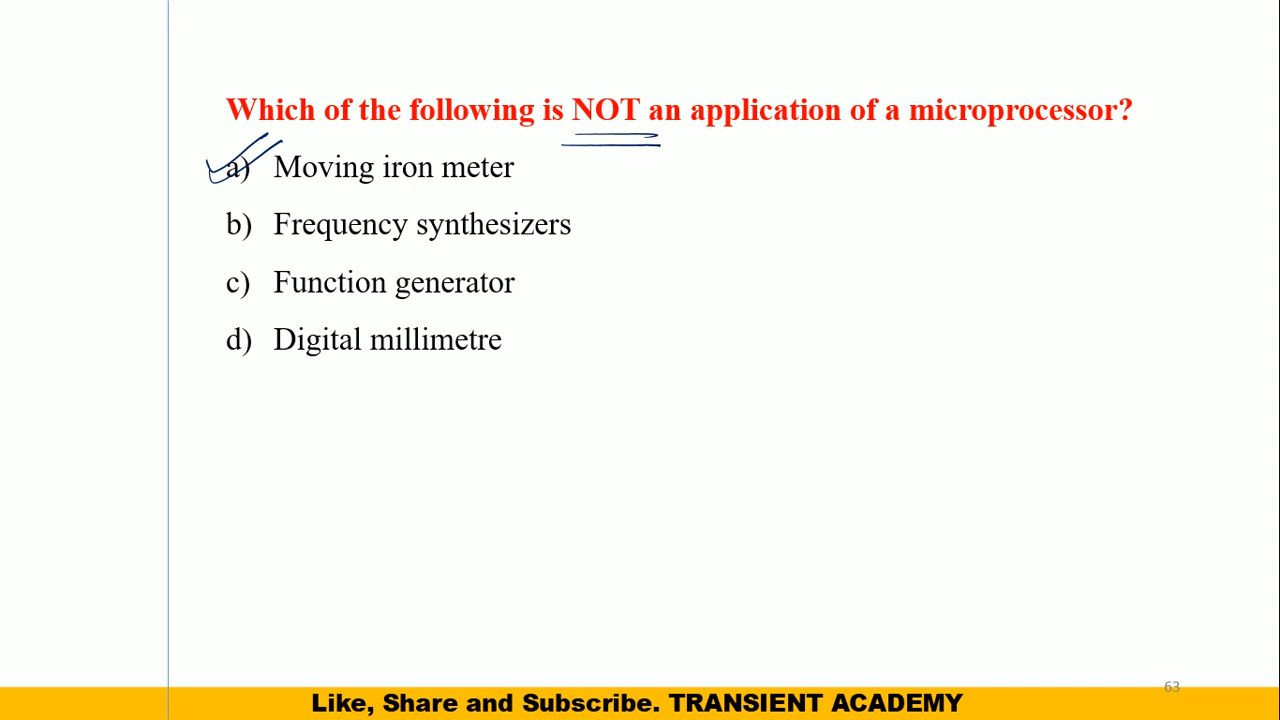 Which of the following is NOT an application of a microprocessor?
a) Moving iron meter
b) Frequency synthesizers
c) Function generator
d) Digital millimetre
63
Like, Share and Subscribe. TRANSIENT ACADEMY